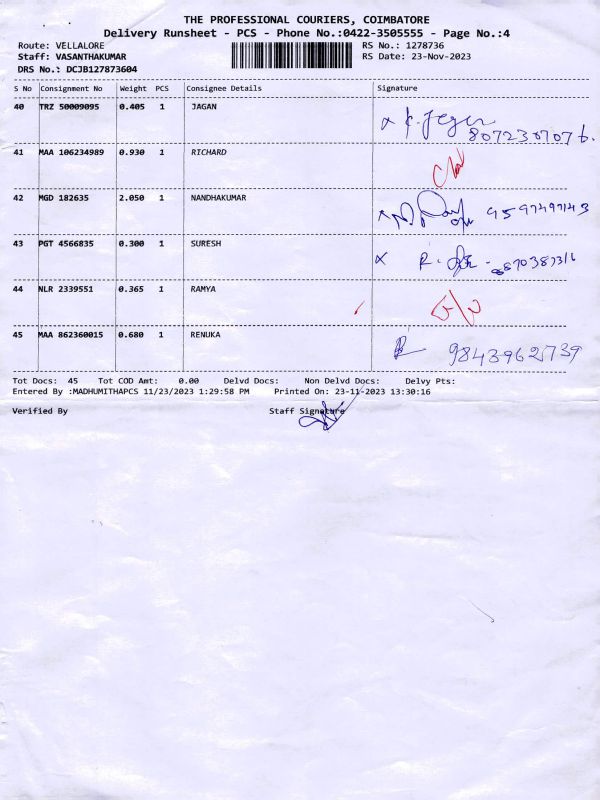 THE PROFESSIONAL COURIERS, COIMBATORE
Delivery Runsheet - PCS - Phone No.:0422-3505555 - Page No.:4
Route: VELLALORE RS No.: 1278736
Staff: VASANTHAKUMAR RS Date: 23-Nov-2023
DRS No.: DCJB127873604
S No Consignment No Weight PCS Consignee Details Signature
40 TRZ 50009095 0.405 1 JAGAN
41 MAA 106234989 0.930 1 RICHARD
42 MGD 182635 2.050 1 NANDHAKUMAR
43 PGT 4566835 0.300 1 SURESH
44 NLR 2339551 0.365 1 RAMYA
45 MAA 862360015 0.680 1 RENUKA 9843962739
Tot Docs: 45 Tot COD Amt: 0.00 Delvd Docs: Non Delvd Docs: Delvy Pts:
Entered By :MADHUMITHAPCS 11/23/2023 1:29:58 PM Printed On: 23-11-2023 13:30:16
Verified By Staff Signature